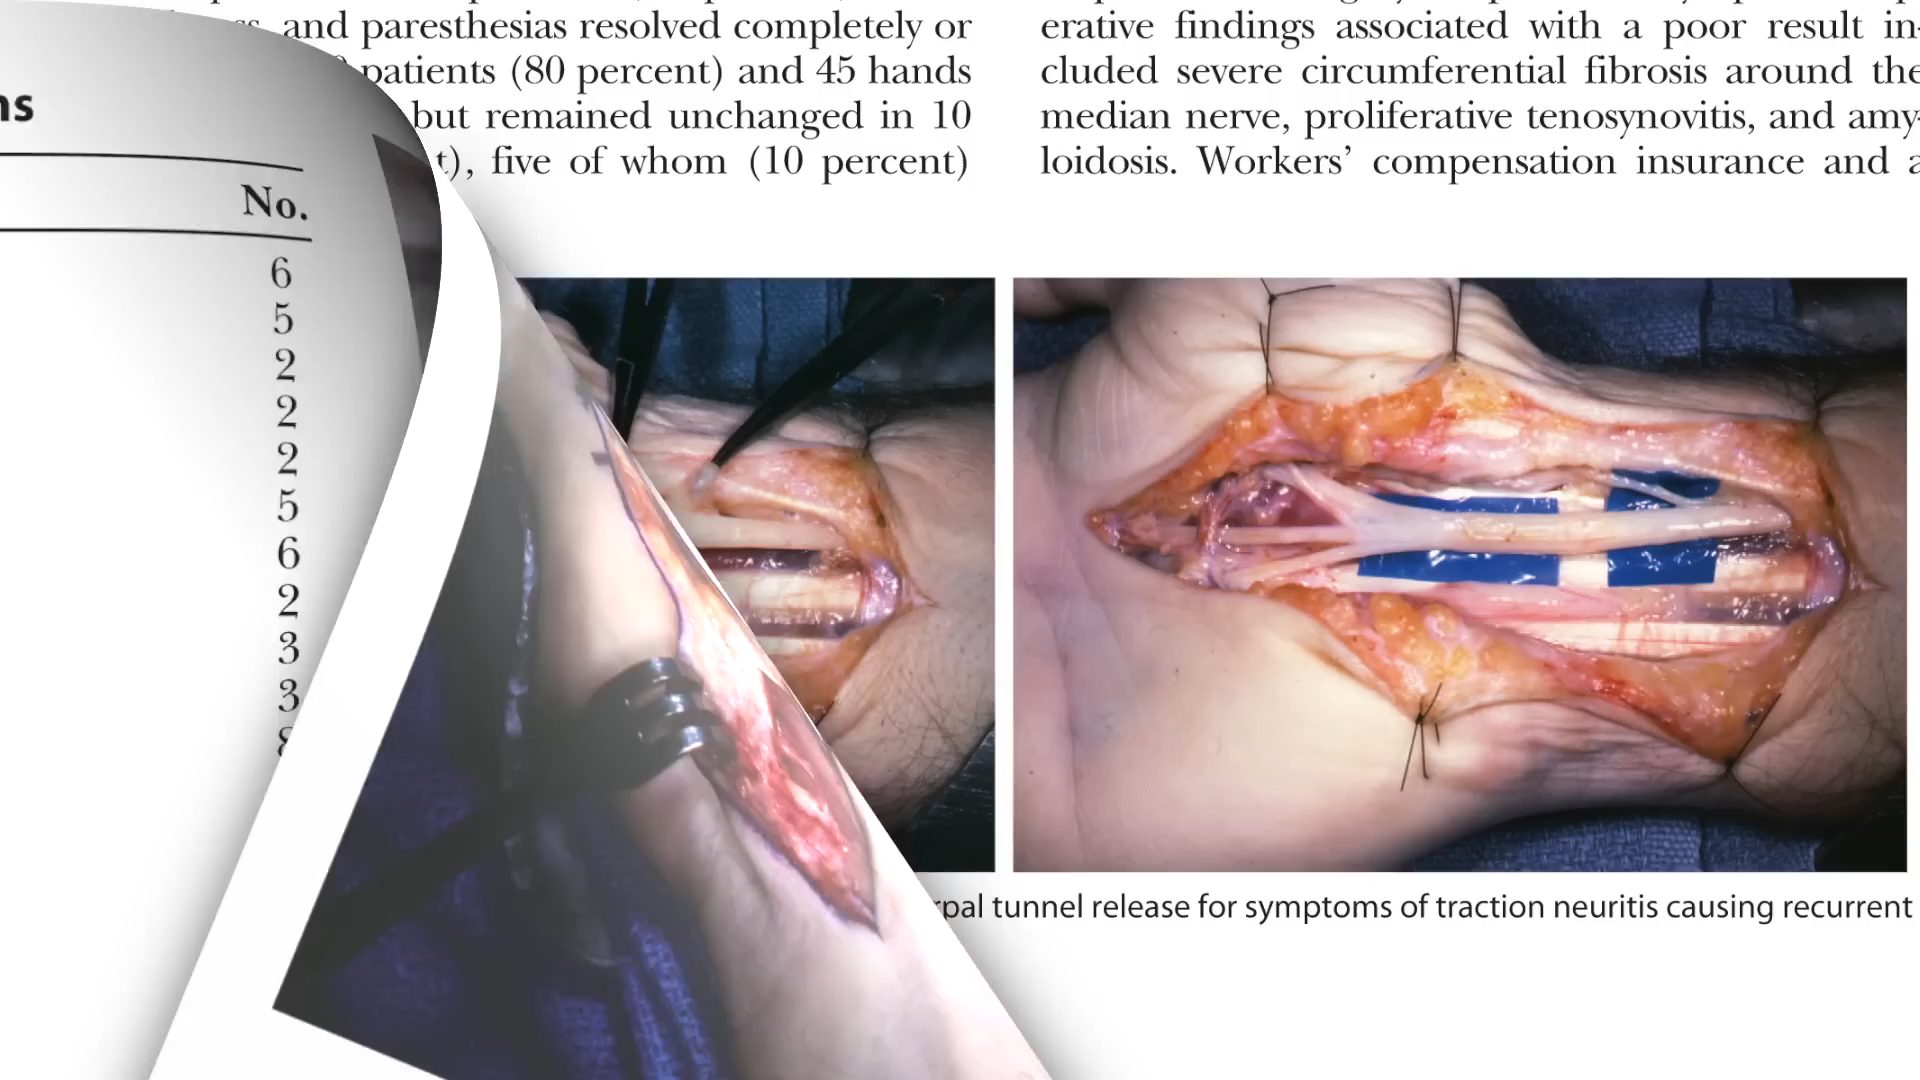 ns
No.
6
5
2
2
2
5
6
2
3
3
and paresthesias resolved completely or
patients (80 percent) and 45 hands
but remained unchanged in 10
five of whom (10 percent)
erative findings associated with a poor result in-
cluded severe circumferential fibrosis around the
median nerve, proliferative tenosynovitis, and amy-
loidosis. Workers’ compensation insurance and a
tunnel release for symptoms of traction neuritis causing recurrent